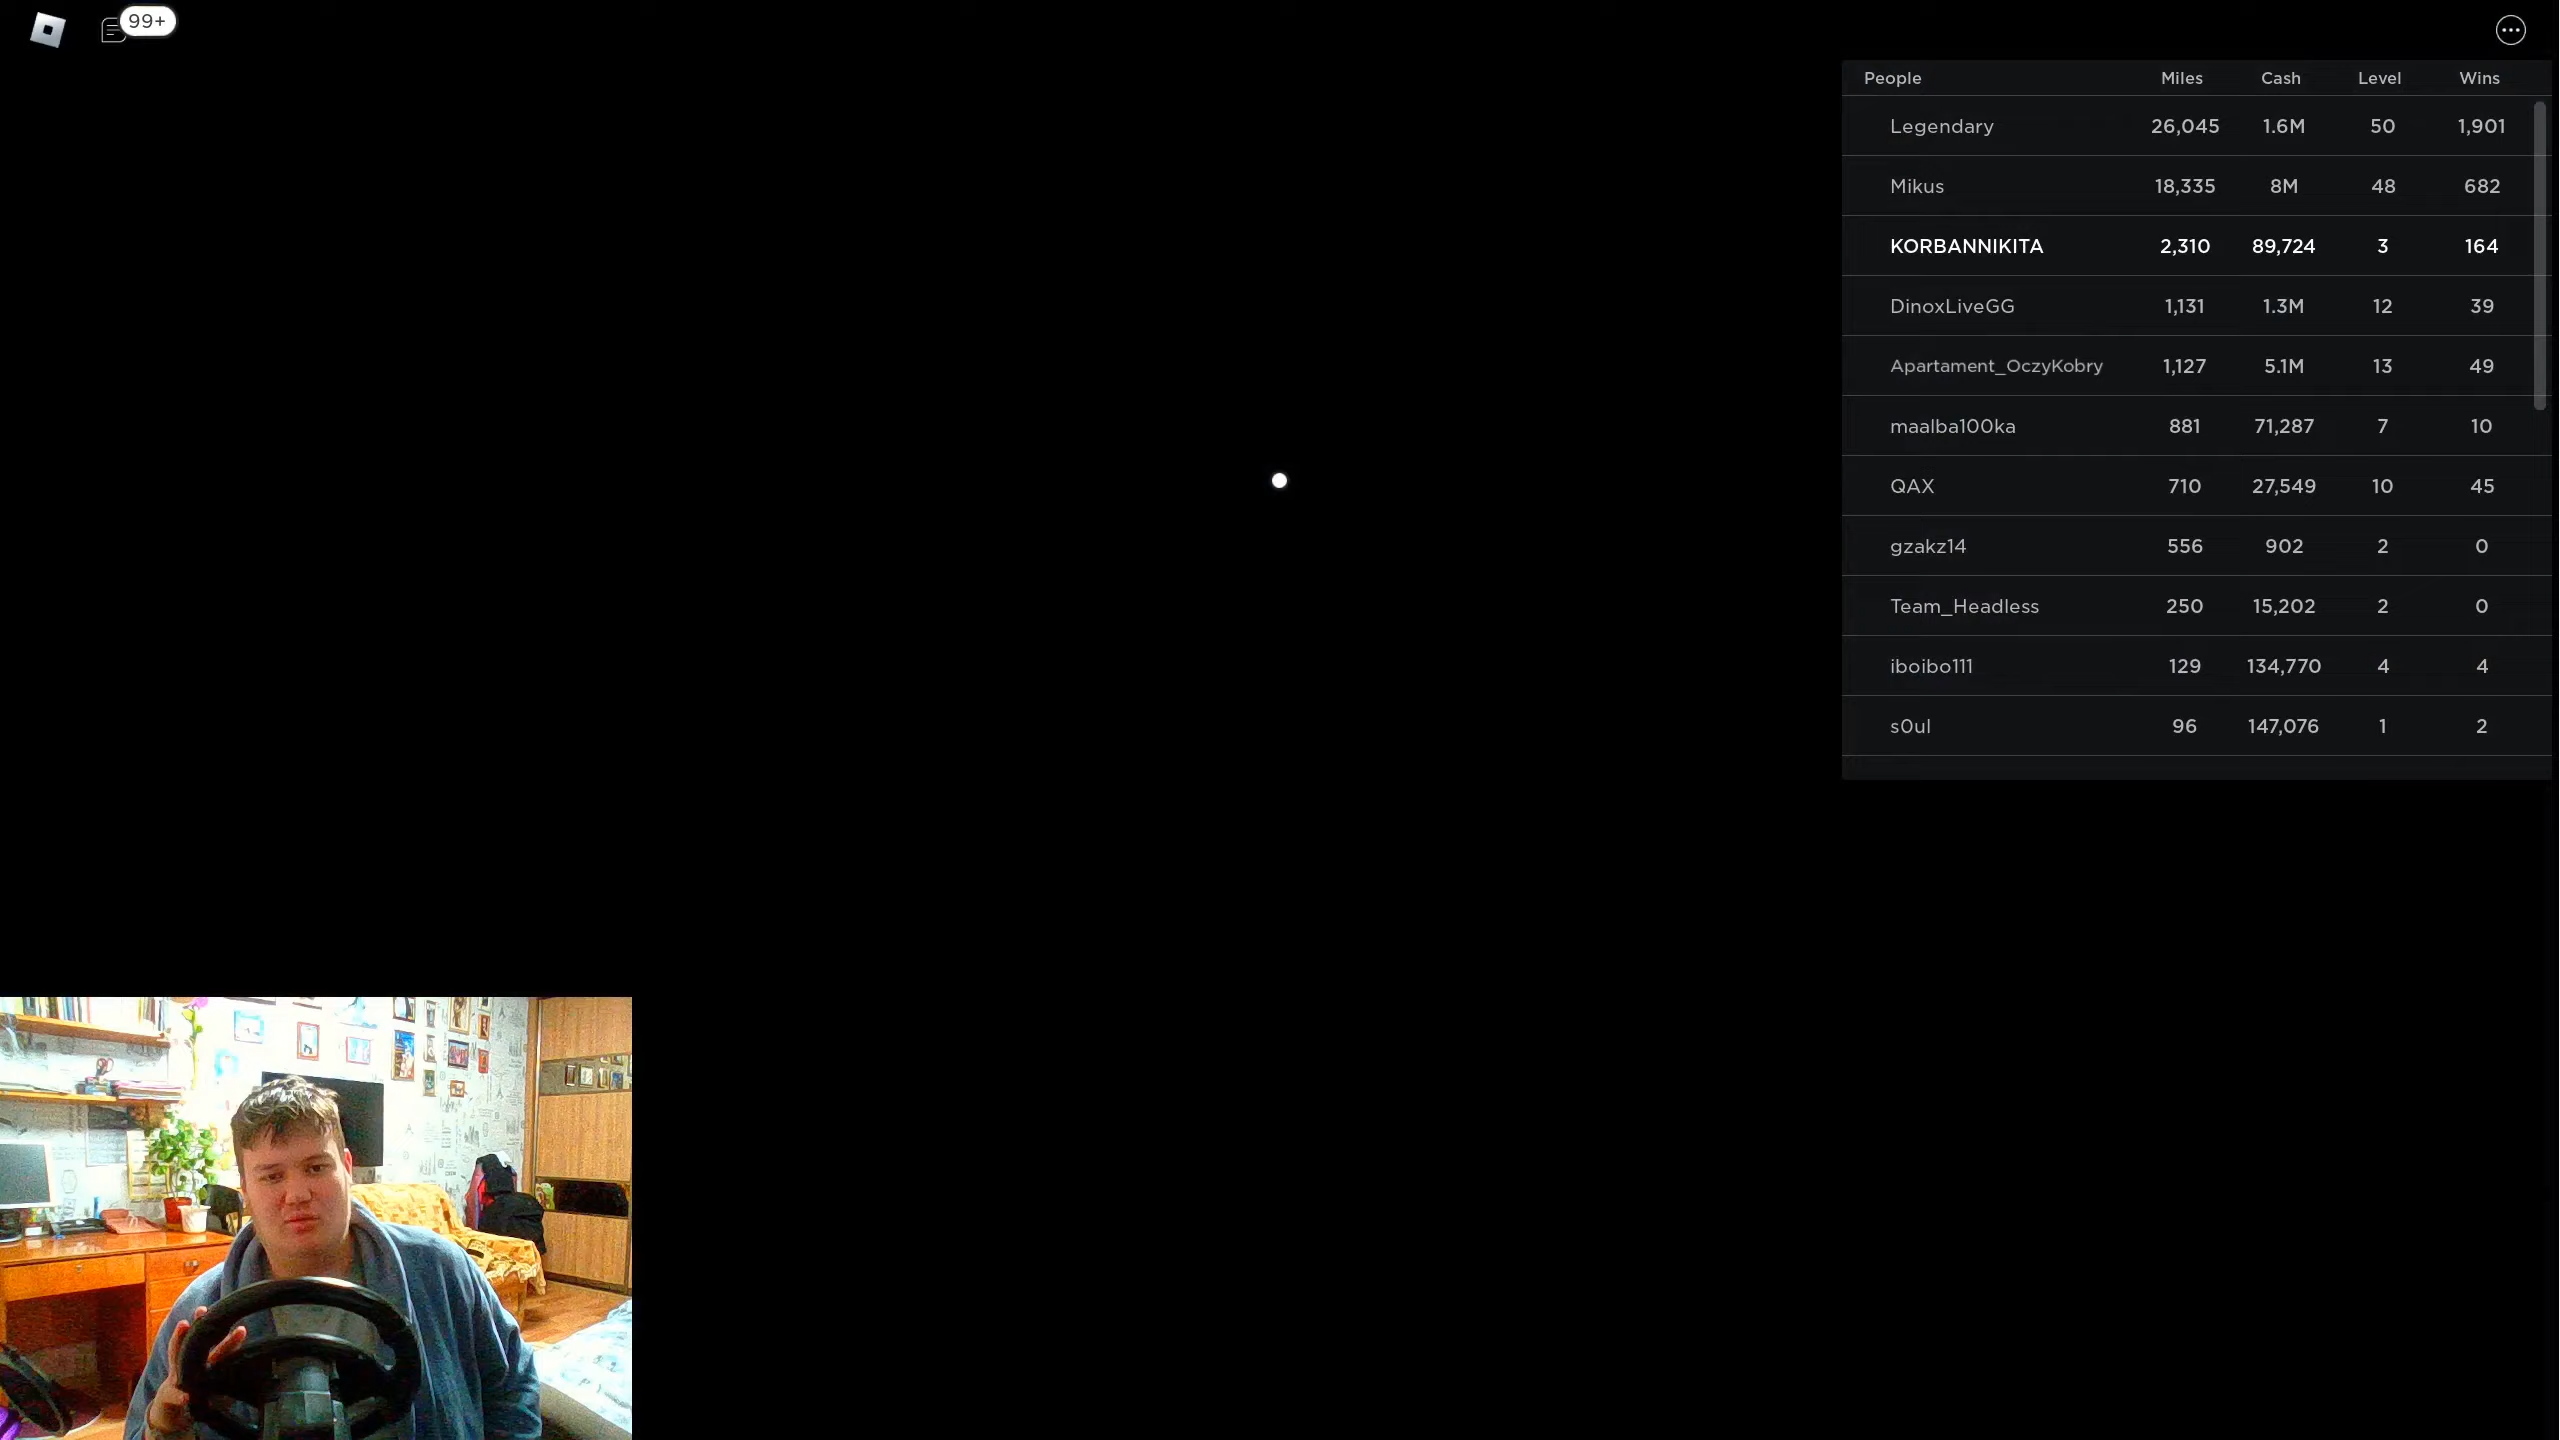 99+
People Miles Cash Level Wins
Legendary 26,045 1.6M 50 1,901
Mikus 18,335 8M 48 682
KORBANNIKITA 2,310 89,724 3 164
DinoxLiveGG 1,131 1.3M 12 39
Apartament_OczyKobry 1,127 5.1M 13 49
maalba100ka 881 71,287 7 10
QAX 710 27,549 10 45
gzakz14 556 902 2 0
Team_Headless 250 15,202 2 0
iboibo111 129 134,770 4 4
s0ul 96 147,076 1 2